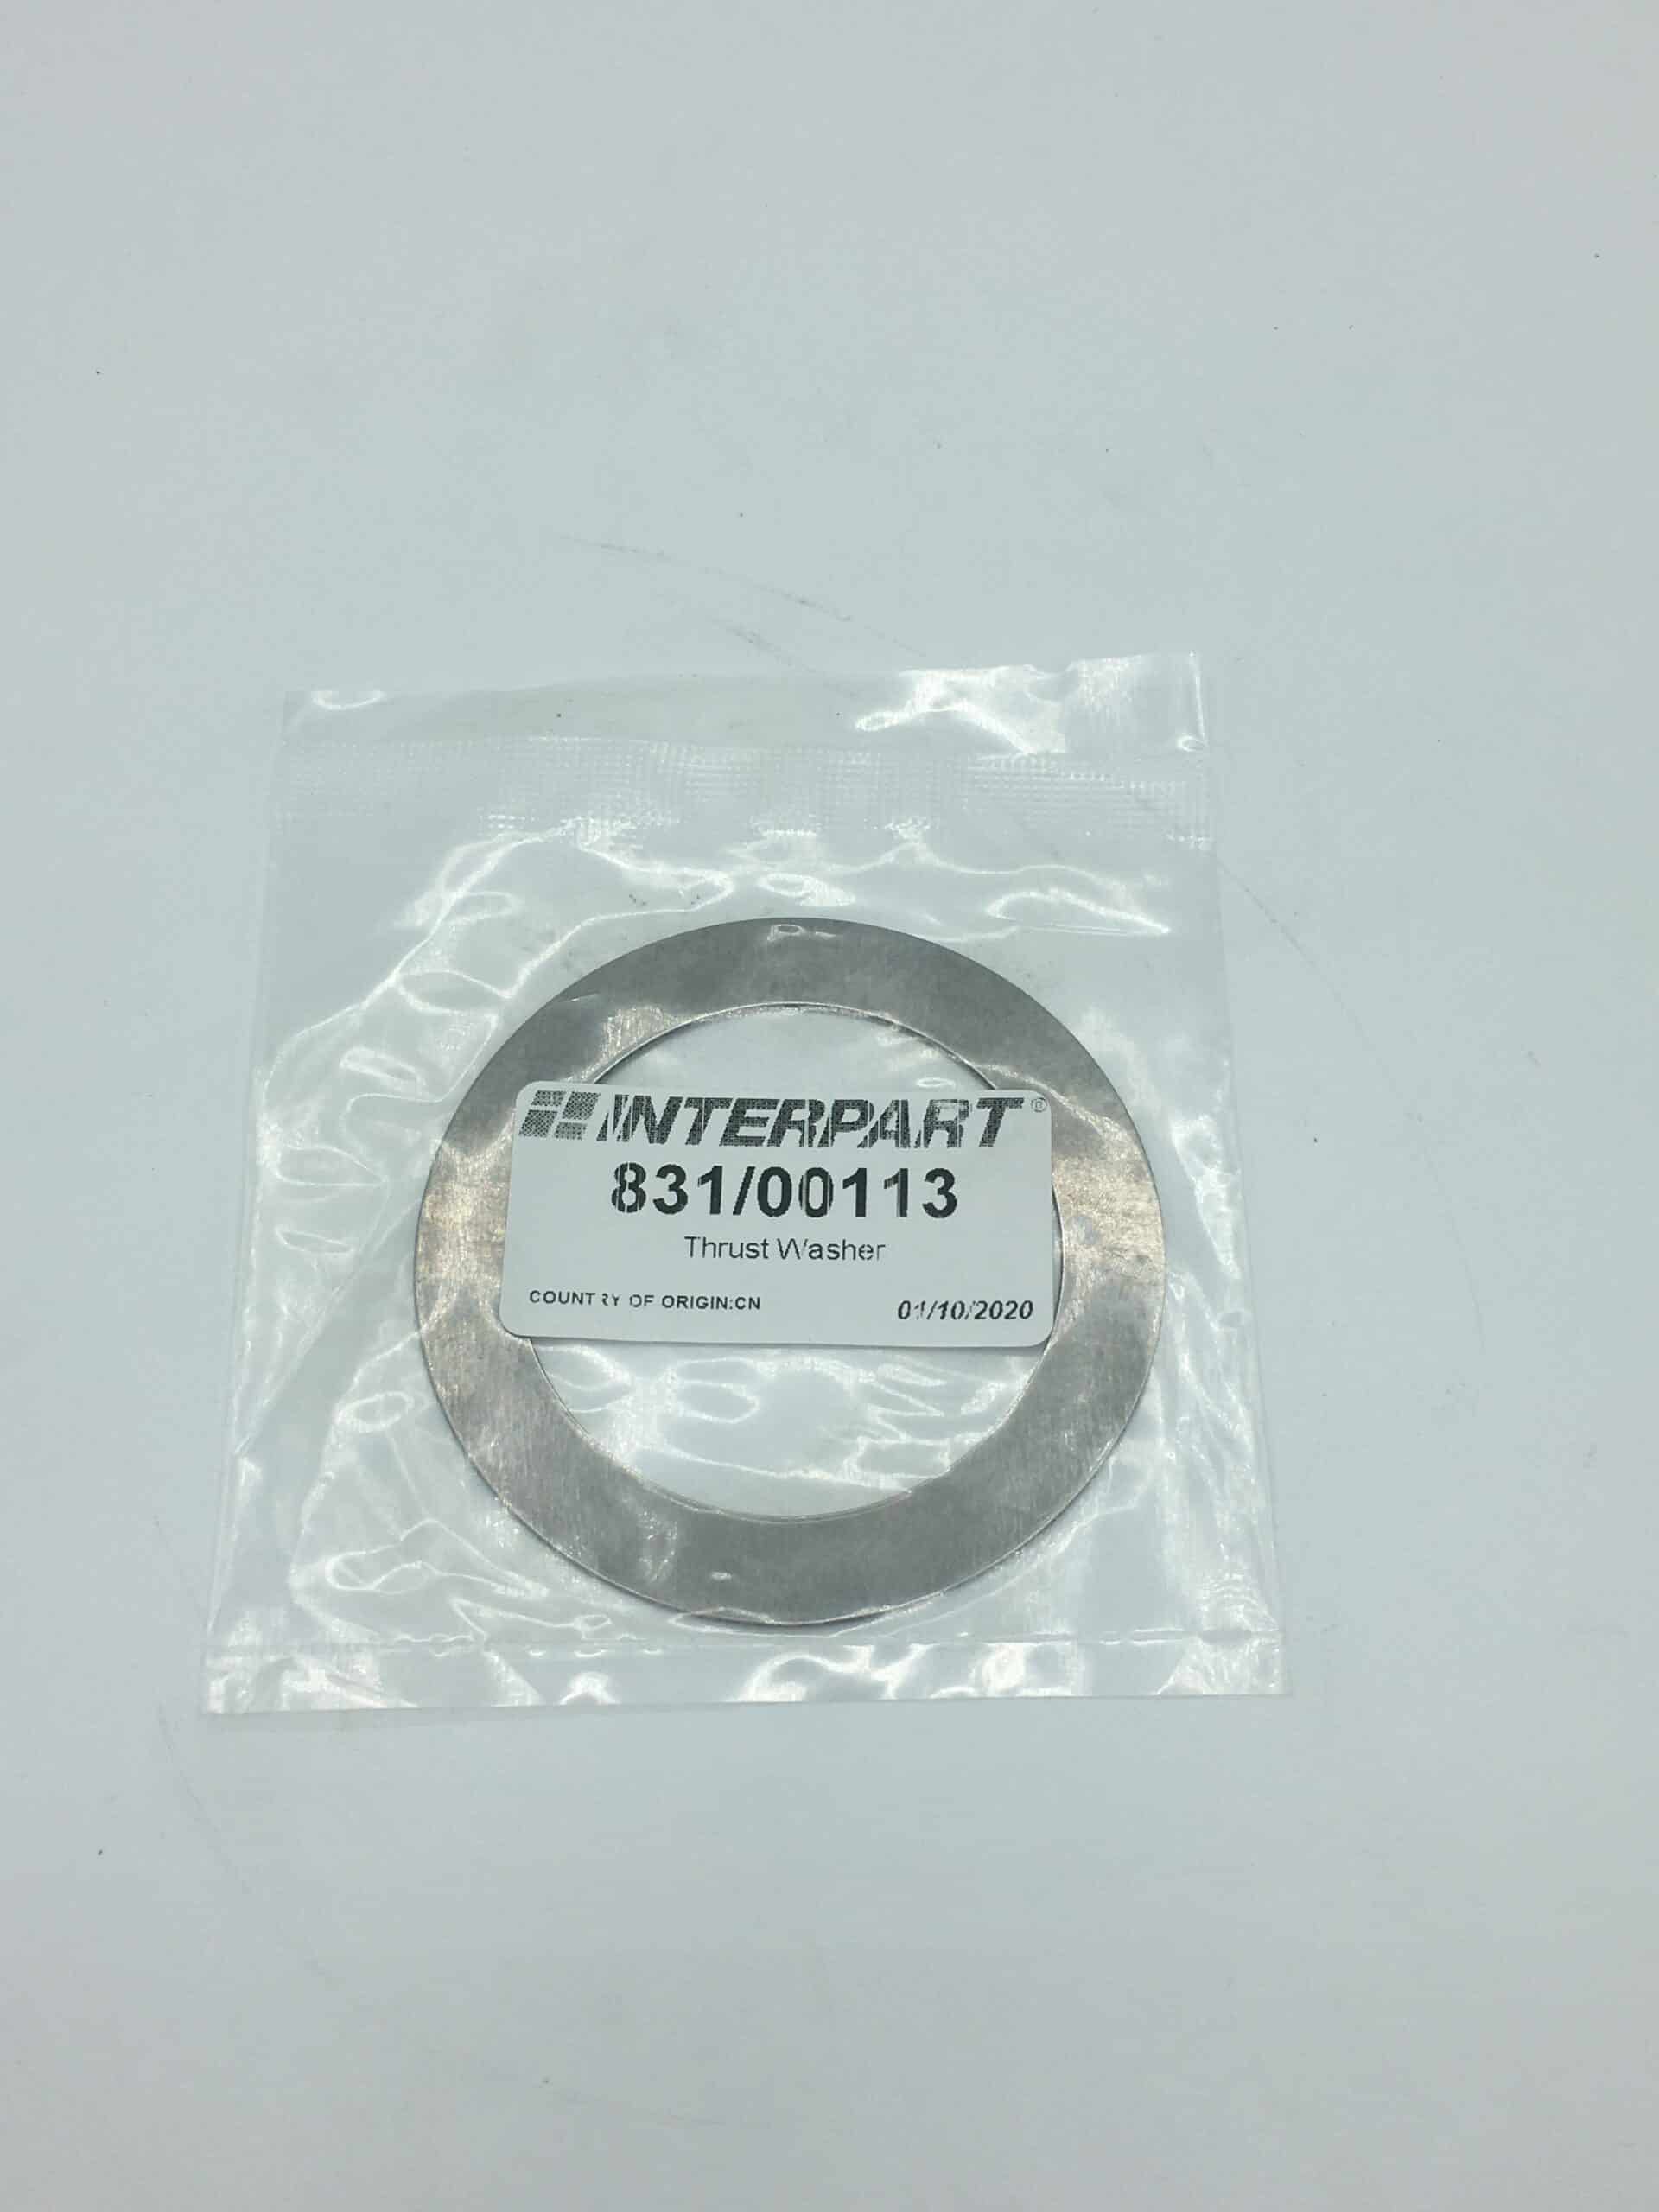 INTERPART®
831/00113
Thrust Washer
COUNTRY OF ORIGIN:CN
01/10/2020